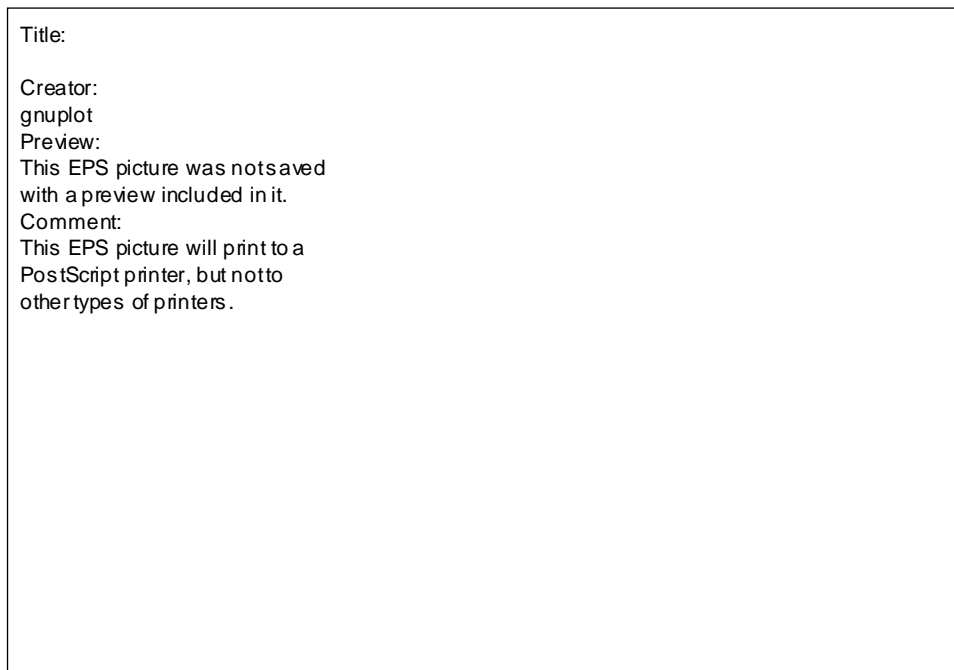 Title:
Creator:
gnuplot
Preview:
This EPS picture was not saved
with a preview included in it.
Comment:
This EPS picture will print to a
PostScript printer, but not to
other types of printers.